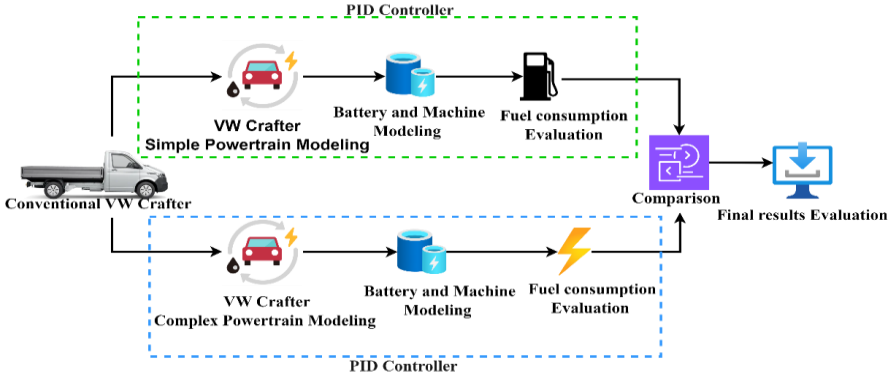 PID Controller
VW Crafter
Simple Powertrain Modeling
Battery and Machine
Modeling
Fuel consumption
Evaluation
Conventional VW Crafter
Comparison
Final results Evaluation
VW Crafter
Complex Powertrain Modeling
Battery and Machine
Modeling
Fuel consumption
Evaluation
PID Controller